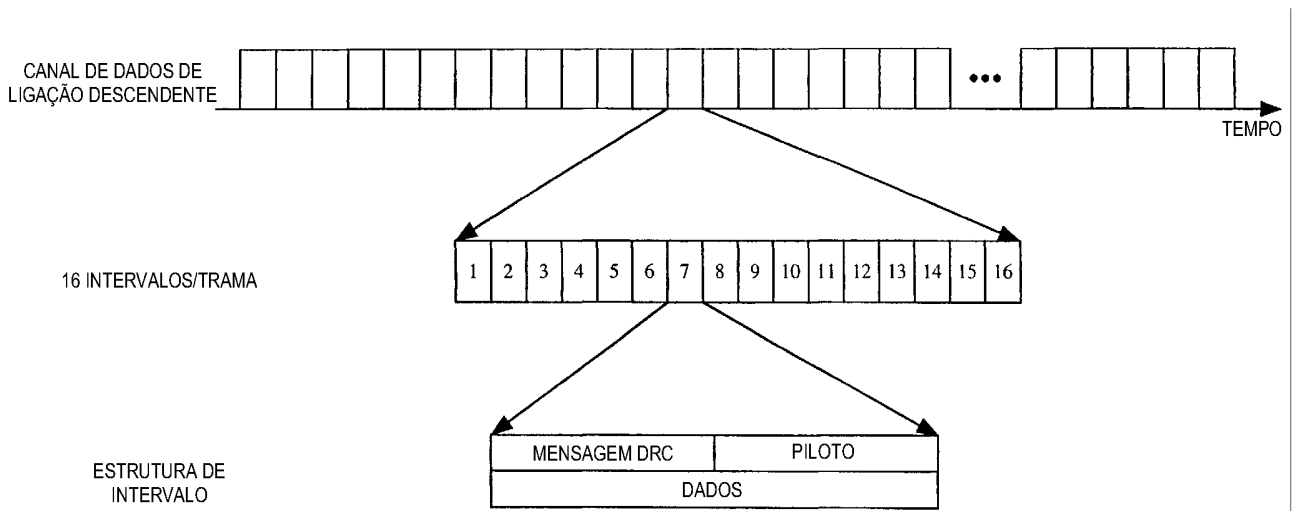 CANAL DE DADOS DE
LIGAÇÃO DESCENDENTE
•••
TEMPO
16 INTERVALOS/TRAMA
1 2 3 4 5 6 7 8 9 10 11 12 13 14 15 16
ESTRUTURA DE
INTERVALO
MENSAGEM DRC PILOTO
DADOS